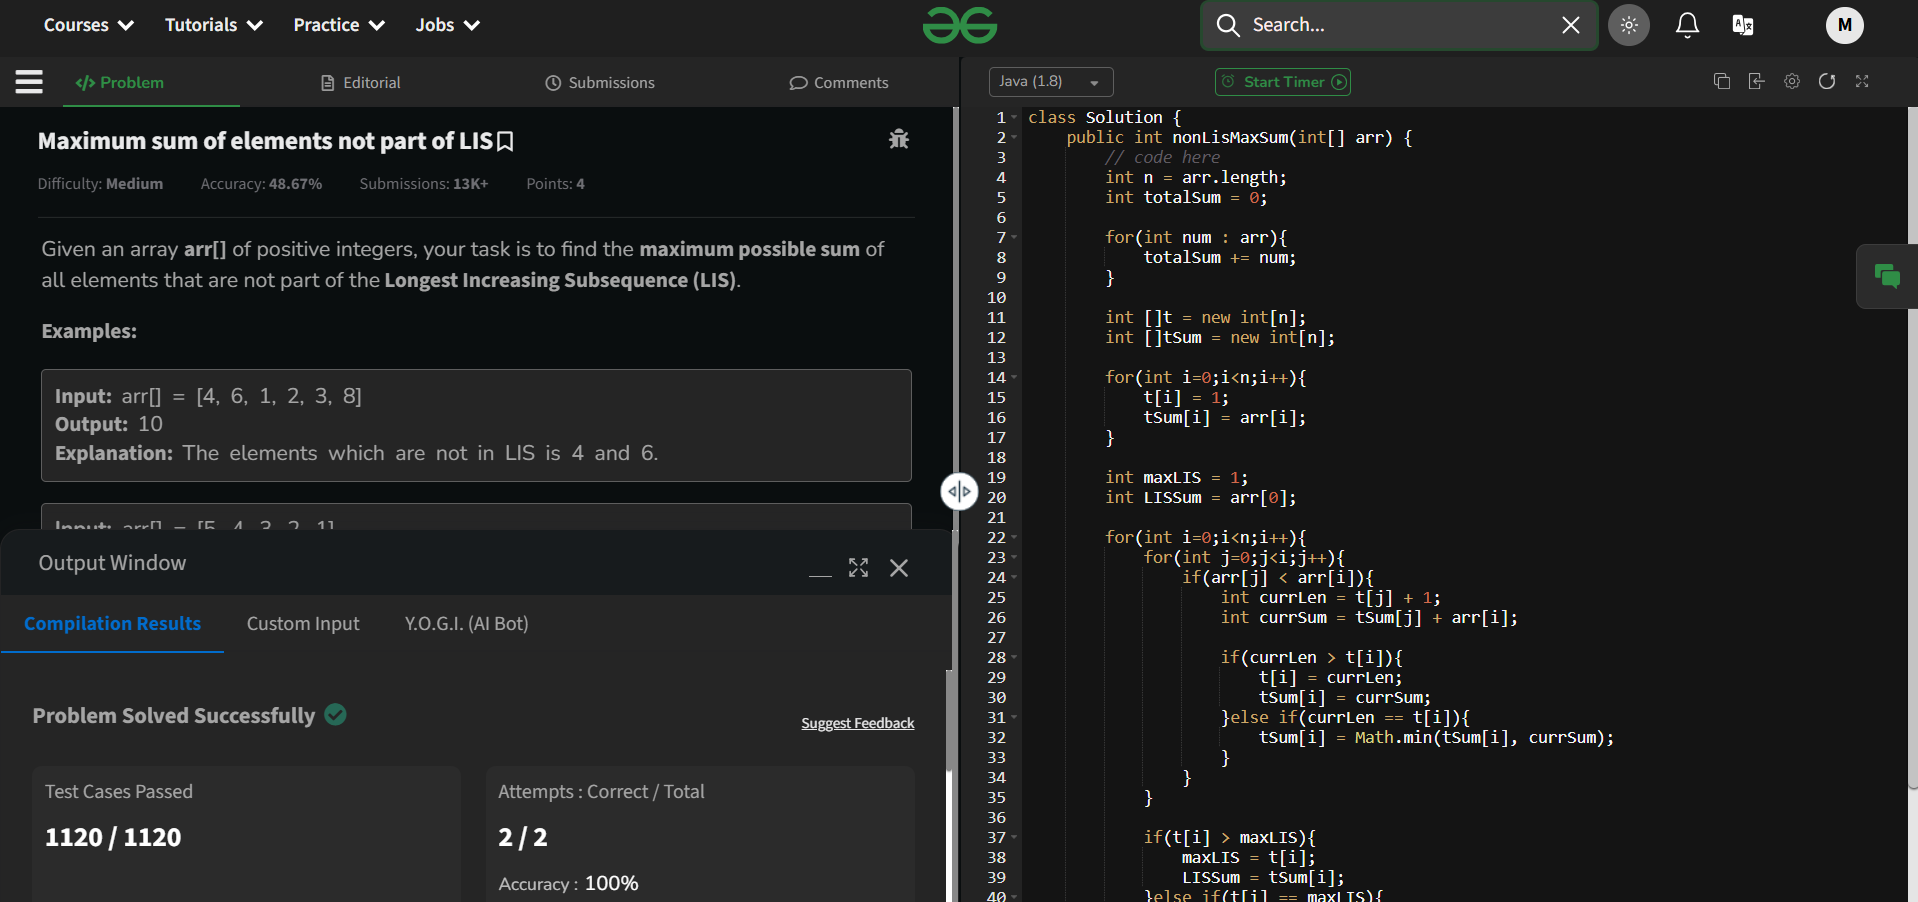 Courses Tutorials Practice Jobs Search... M
Problem Editorial Submissions Comments
Java (1.8) Start Timer
Maximum sum of elements not part of LIS
Difficulty: Medium Accuracy: 48.67% Submissions: 13K+ Points: 4
Given an array arr[] of positive integers, your task is to find the maximum possible sum of
all elements that are not part of the Longest Increasing Subsequence (LIS).
Examples:
Input: arr[] = [4, 6, 1, 2, 3, 8]
Output: 10
Explanation: The elements which are not in LIS is 4 and 6.
Input: arr[] = [5, 4, 3, 2, 1]
Output Window
Compilation Results Custom Input Y.O.G.I. (AI Bot)
Problem Solved Successfully
Suggest Feedback
Test Cases Passed
1120 / 1120
Attempts : Correct / Total
2 / 2
Accuracy : 100%
1 class Solution {
2 public int nonLisMaxSum(int[] arr) {
3 // code here
4 int n = arr.length;
5 int totalSum = 0;
6
7 for(int num : arr){
8 totalSum += num;
9 }
10
11 int []t = new int[n];
12 int []tSum = new int[n];
13
14 for(int i=0;i<n;i++){
15 t[i] = 1;
16 tSum[i] = arr[i];
17 }
18
19 int maxLIS = 1;
20 int LISSum = arr[0];
21
22 for(int i=0;i<n;i++){
23 for(int j=0;j<i;j++){
24 if(arr[j] < arr[i]){
25 int currLen = t[j] + 1;
26 int currSum = tSum[j] + arr[i];
27
28 if(currLen > t[i]){
29 t[i] = currLen;
30 tSum[i] = currSum;
31 }else if(currLen == t[i]){
32 tSum[i] = Math.min(tSum[i], currSum);
33 }
34 }
35 }
36
37 if(t[i] > maxLIS){
38 maxLIS = t[i];
39 LISSum = tSum[i];
40 }else if(t[i] == maxLIS){